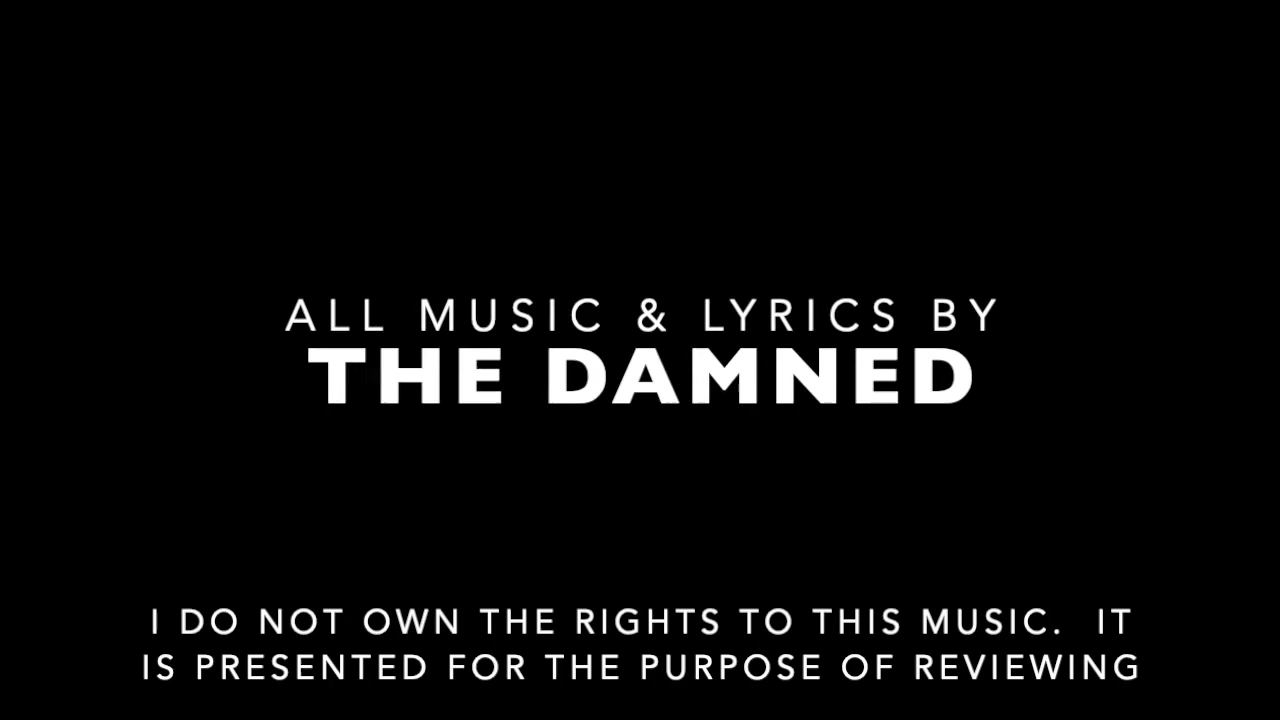 ALL MUSIC & LYRICS BY
THE DAMNED
I DO NOT OWN THE RIGHTS TO THIS MUSIC.  IT
IS PRESENTED FOR THE PURPOSE OF REVIEWING